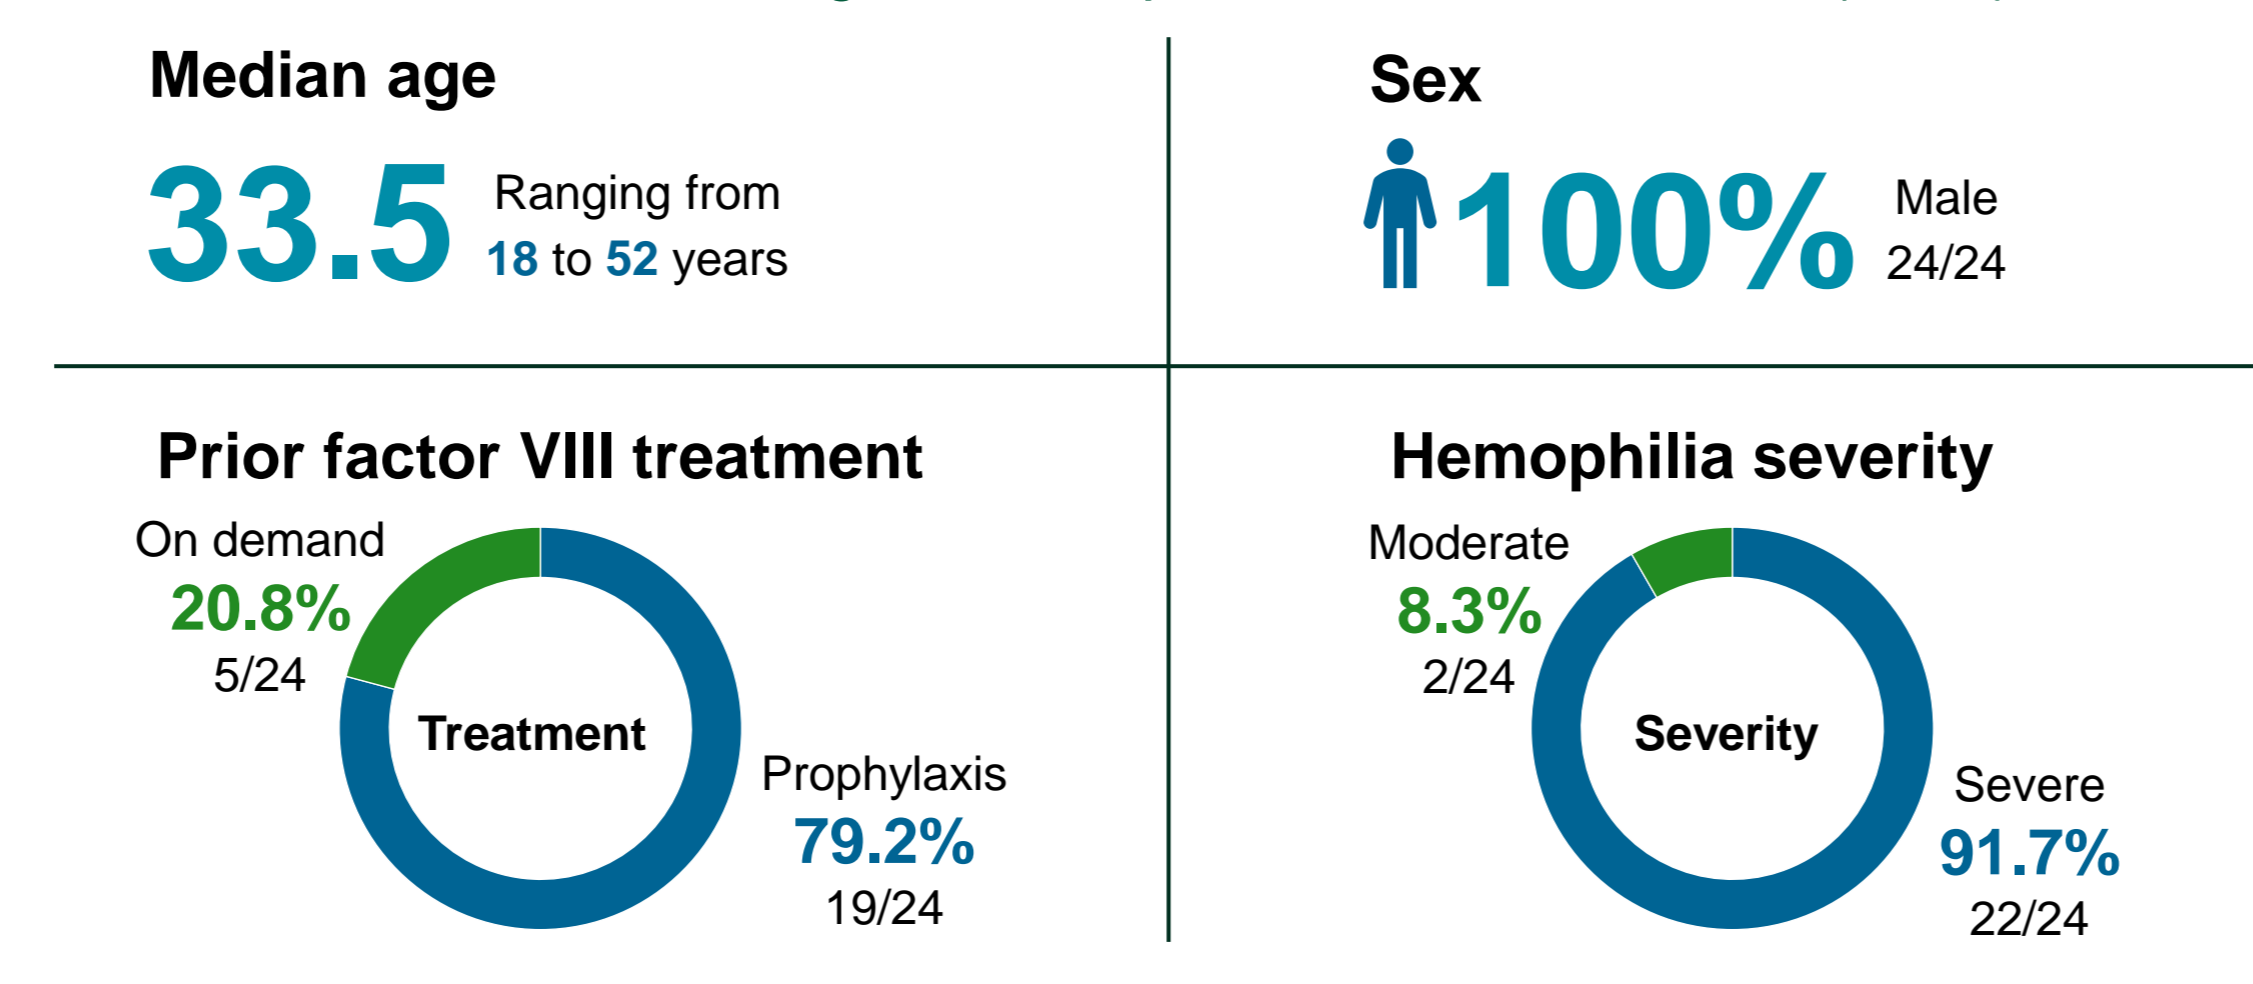 Median age
33.5
Ranging from
18 to 52 years
Sex
100%
Male
24/24
Prior factor VIII treatment
On demand
20.8%
5/24
Treatment
Prophylaxis
79.2%
19/24
Hemophilia severity
Moderate
8.3%
2/24
Severity
Severe
91.7%
22/24